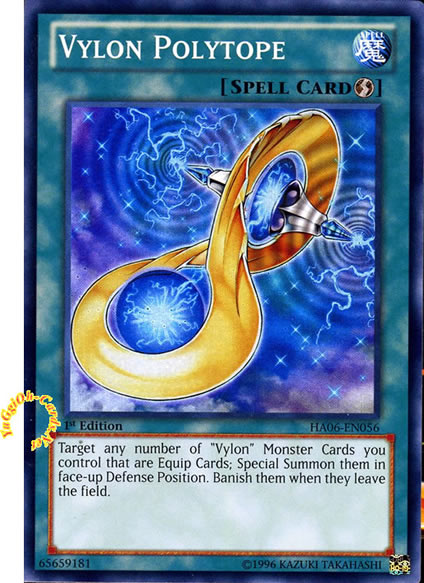 VYLON POLYTOPE
魔
[SPELL CARD]
YuGgiOh-Cards.Net
1st Edition
HA06-EN056
Target any number of "Vylon" Monster Cards you
control that are Equip Cards; Special Summon them in
face-up Defense Position. Banish them when they leave
the field.
65659181
©1996 KAZUKI TAKAHASHI